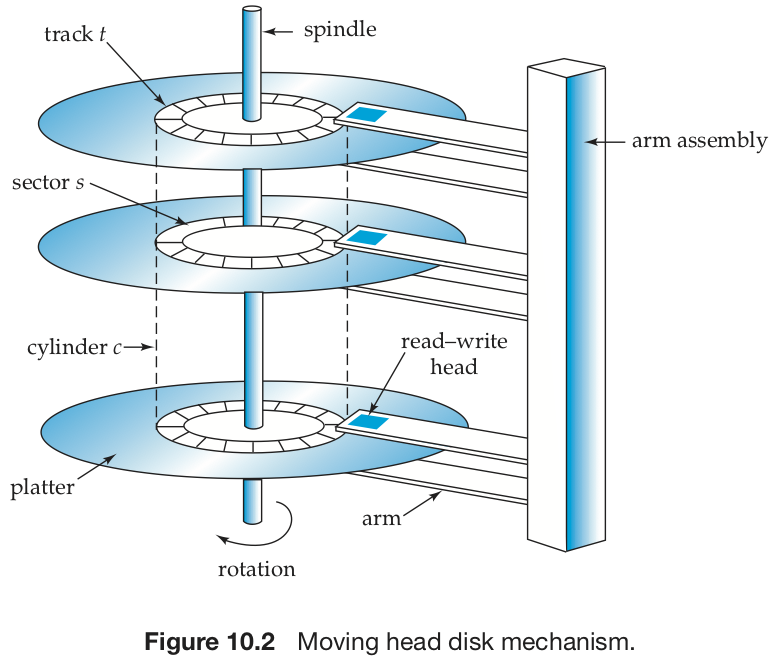 track t
spindle
arm assembly
sector s
cylinder c
read–write
head
platter
arm
rotation
Figure 10.2 Moving head disk mechanism.